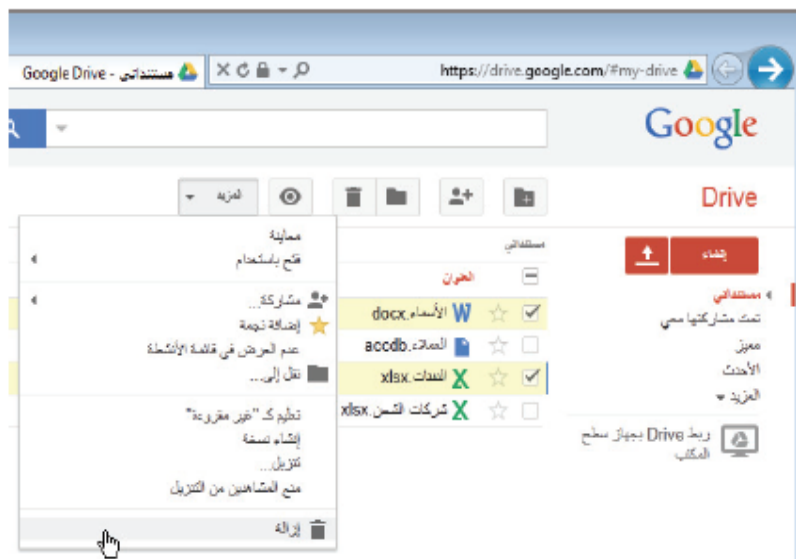 مستنداتي - Google Drive
https://drive.google.com/#my-drive
Google
Drive
المزيد
إنشاء
مستنداتي
تمت مشاركتها معي
مميز
الأحدث
المزيد
ربط Drive بجهاز سطح
المكتب
مستنداتي
العنوان
الأسماء.docx
العملاء.accdb
المعدات.xlsx
شركات الشحن.xlsx
معاينة
فتح باستخدام
مشاركة...
إضافة نجمة
عدم العرض في قائمة الأنشطة
نقل إلى...
تعليم كـ "غير مقروءة"
إنشاء نسخة
تنزيل...
منع المشاهدين من التنزيل
إزالة